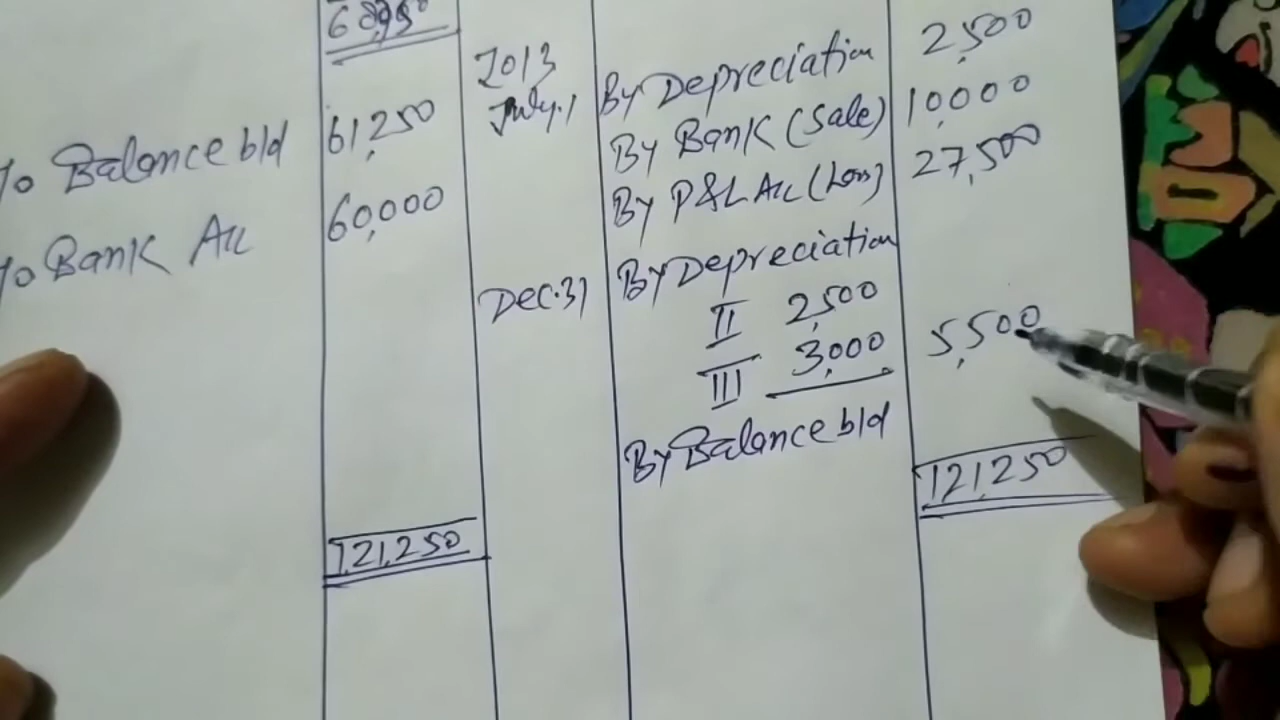 2013 By Depreciation 2,500
July.1 By Bank (Sale) 10,000
To Balance b/d 61,250 By P&L A/c (Loss) 27,500
To Bank A/c 60,000
Dec.31 By Depreciation
II 2,500
III 3,000 5,500
By Balance b/d
121,250 121,250